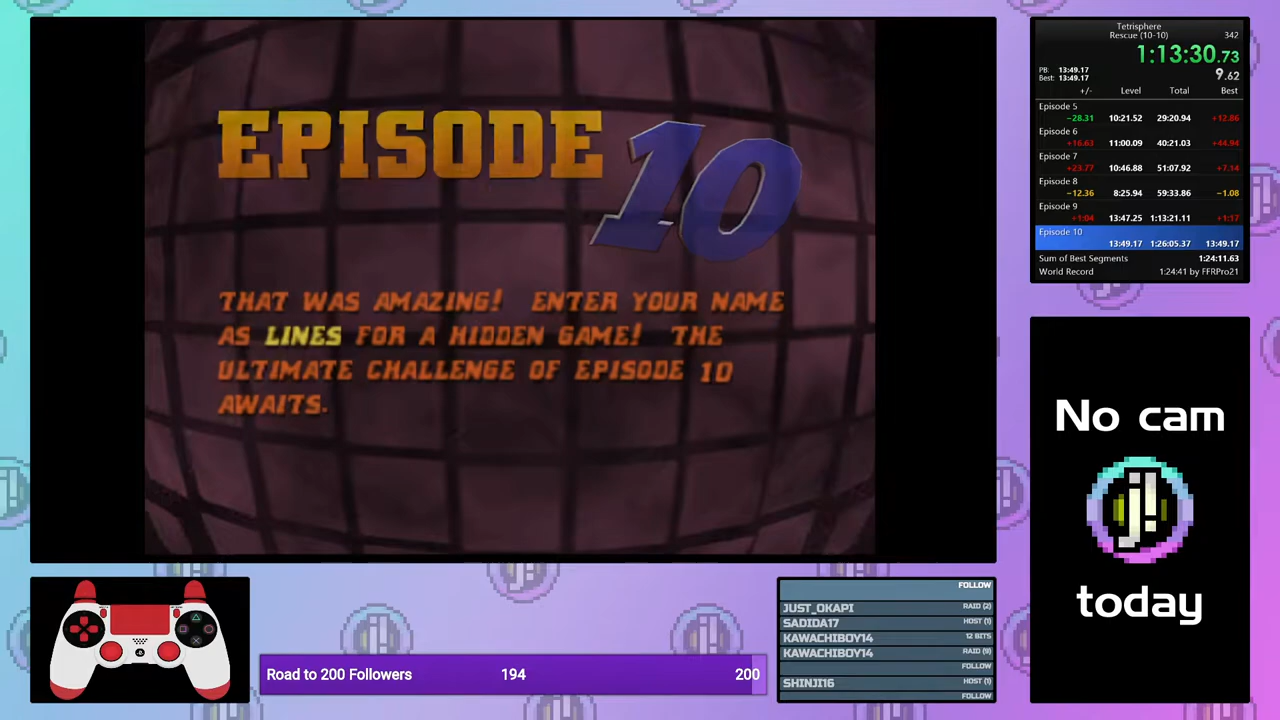 EPISODE 10
THAT WAS AMAZING! ENTER YOUR NAME
AS LINES FOR A HIDDEN GAME! THE
ULTIMATE CHALLENGE OF EPISODE 10
AWAITS.
Tetrisphere
Rescue (10-10) 342
1:13:30.73
PB: 13:49.17
Best: 13:49.17
9.62
+/- Level Total Best
Episode 5
-28.31 10:21.52 29:20.94 +12.86
Episode 6
+16.63 11:00.09 40:21.03 +44.94
Episode 7
+23.77 10:46.88 51:07.92 +7.14
Episode 8
-12.36 8:25.94 59:33.86 -1.08
Episode 9
+1:04 13:47.25 1:13:21.11 +1:17
Episode 10
13:49.17 1:26:05.37 13:49.17
Sum of Best Segments 1:24:11.63
World Record 1:24:41 by FFRPro21
No cam
j!
today
Road to 200 Followers 194 200
FOLLOW
JUST_OKAPI RAID (2)
SADIDA17 HOST (1)
KAWACHIBOY14 12 BITS
KAWACHIBOY14 RAID (9)
FOLLOW
SHINJI16 HOST (1)
FOLLOW